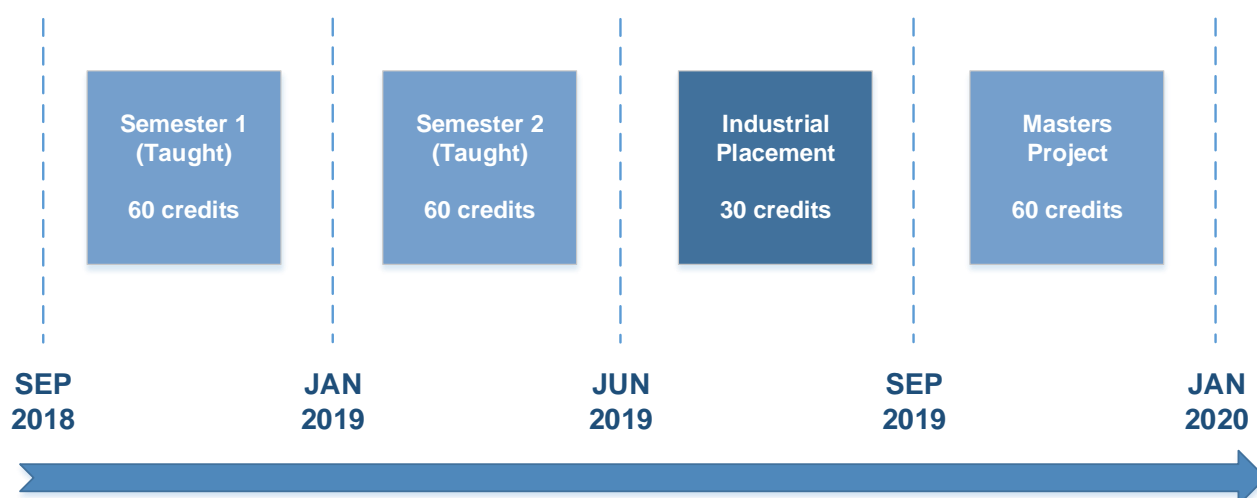 Semester 1
(Taught)
60 credits
Semester 2
(Taught)
60 credits
Industrial
Placement
30 credits
Masters
Project
60 credits
SEP
2018
JAN
2019
JUN
2019
SEP
2019
JAN
2020